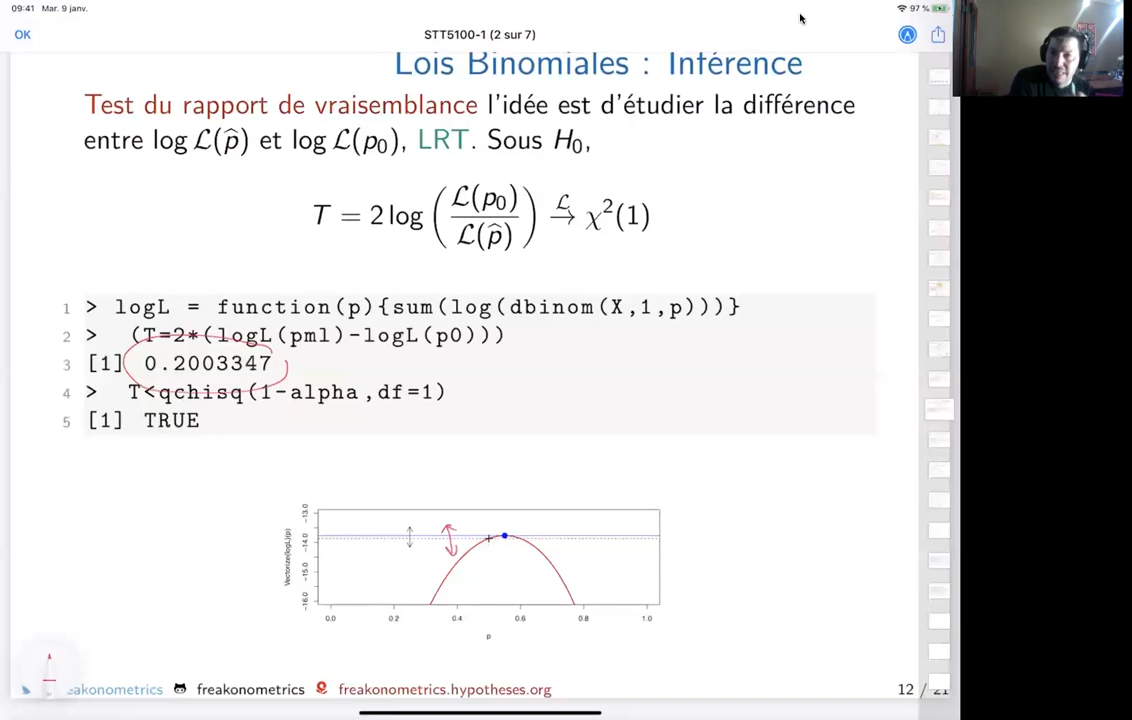 09:41 Mar. 9 janv. 97 %
OK STT5100-1 (2 sur 7)
Lois Binomiales : Inférence
Test du rapport de vraisemblance l'idée est d'étudier la différence
entre log ℒ(p̂) et log ℒ(p₀), LRT. Sous H₀,
T = 2 log (ℒ(p₀) / ℒ(p̂)) →^ℒ χ²(1)
1 > logL = function(p){sum(log(dbinom(X,1,p)))}
2 > (T=2*(logL(pml)-logL(p0)))
3 [1] 0.2003347
4 > T<qchisq(1-alpha,df=1)
5 [1] TRUE
Vectorize(logL)(p)
-13.0
-14.0
-15.0
-16.0
0.0 0.2 0.4 0.6 0.8 1.0
p
eakonometrics freakonometrics freakonometrics.hypotheses.org 12 / 21